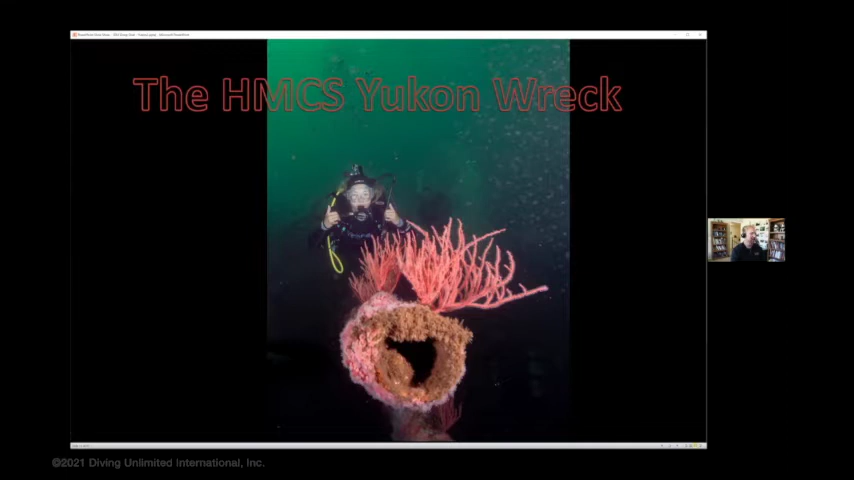 The HMCS Yukon Wreck
©2021 Diving Unlimited International, Inc.